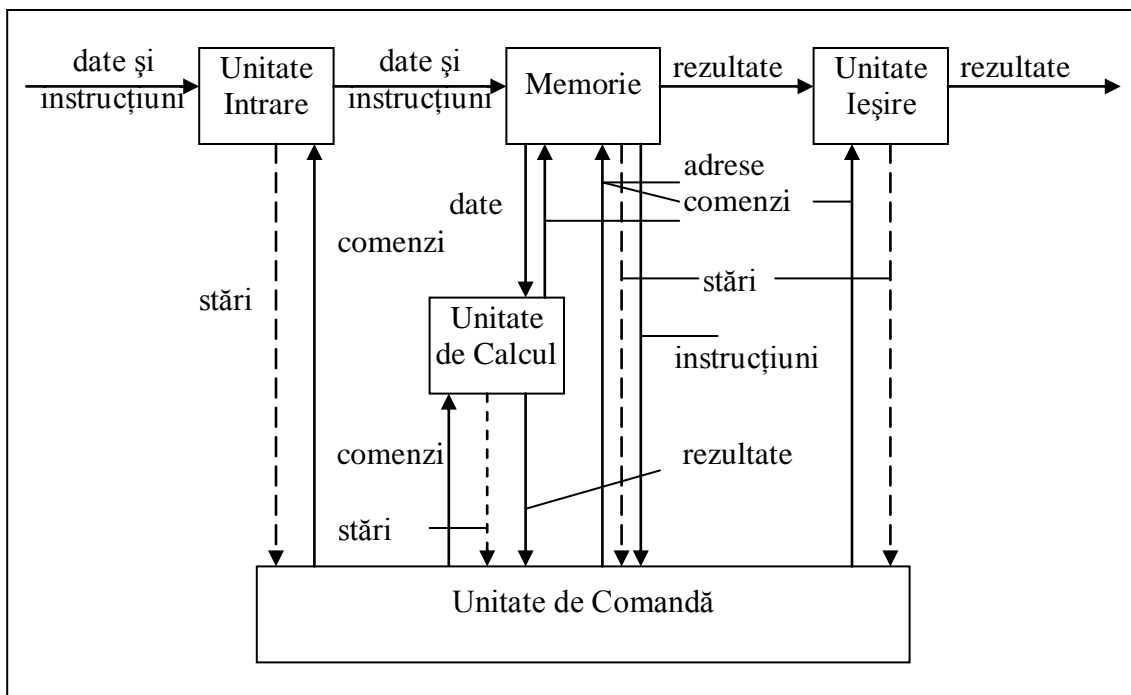 date şi
instrucțiuni
Unitate
Intrare
date şi
instrucțiuni
Memorie
rezultate
Unitate
Ieşire
rezultate
adrese
comenzi
date
comenzi
stări
stări
Unitate
de Calcul
instrucțiuni
comenzi
rezultate
stări
Unitate de Comandă